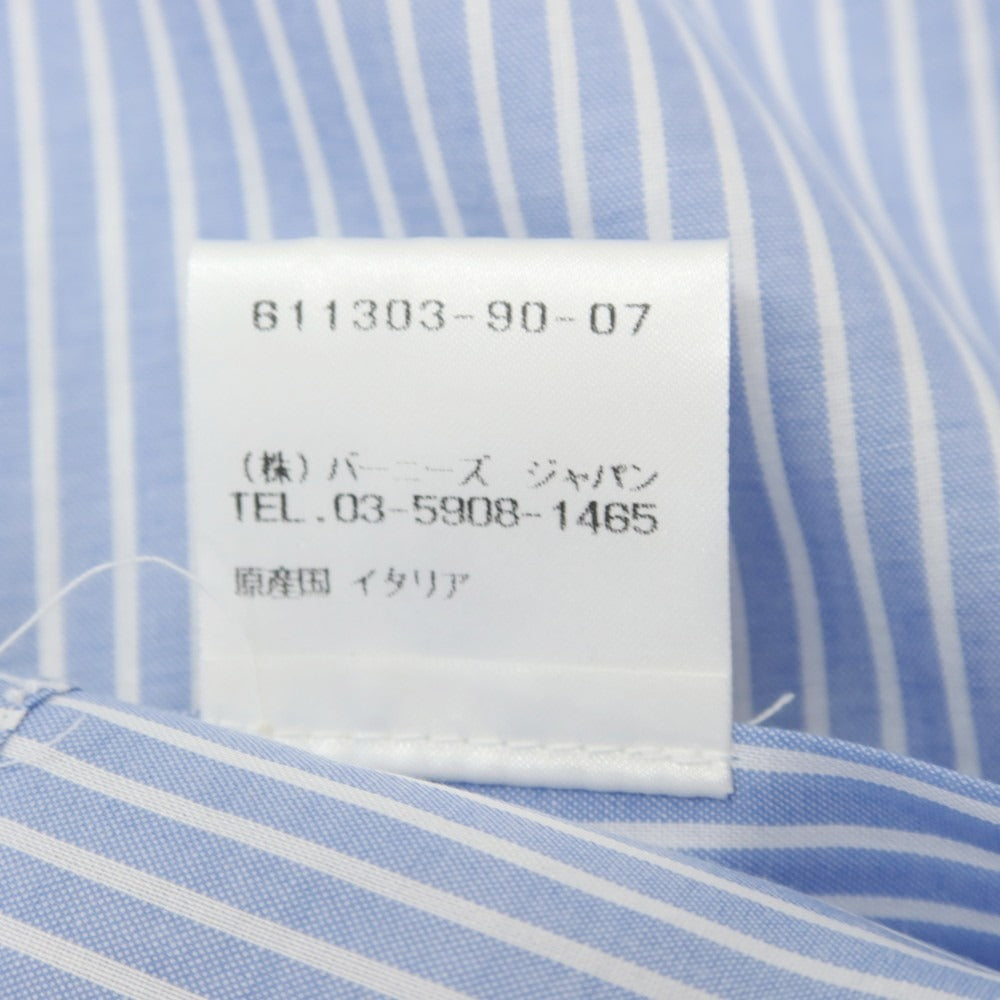 611303-90-07
（株）バーニーズ ジャパン
TEL.03-5908-1465
原産国 イタリア